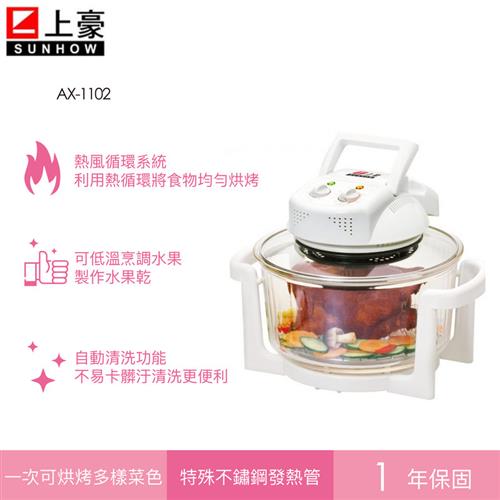 上豪
SUNHOW
AX-1102
上豪
SUNHOW
熱風循環系統
利用熱循環將食物均勻烘烤
可低溫烹調水果
製作水果乾
自動清洗功能
不易卡髒汙清洗更便利
一次可烘烤多樣菜色
特殊不鏽鋼發熱管
1 年保固